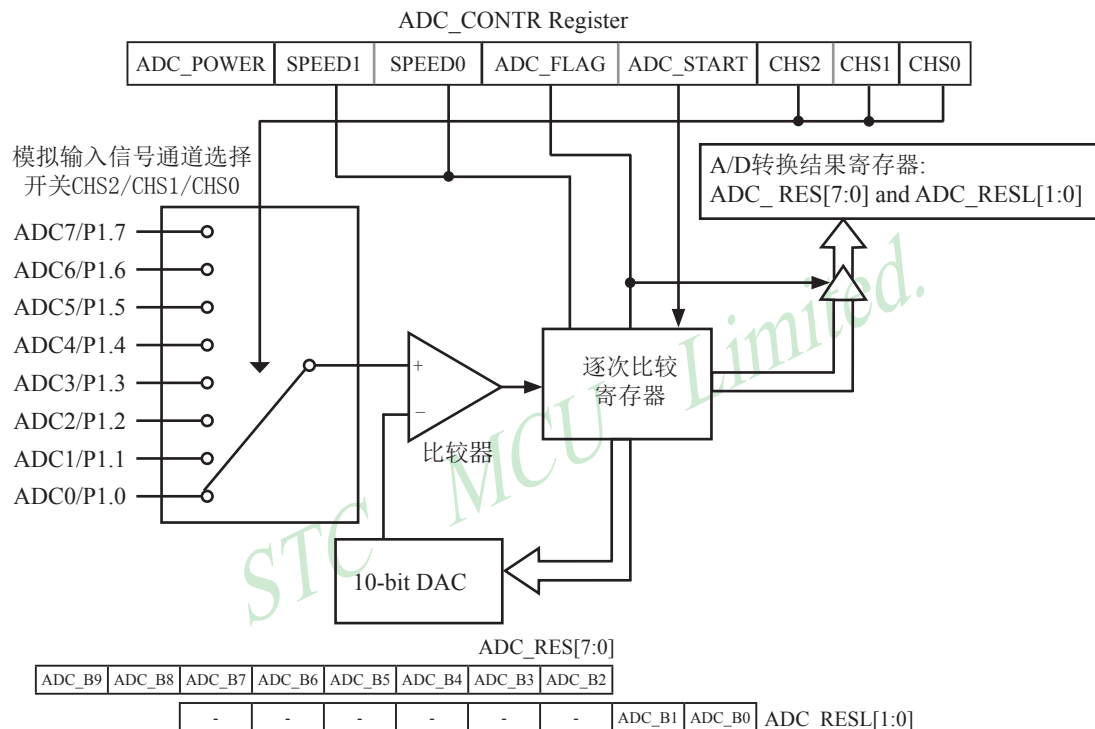 ADC_CONTR Register
ADC_POWER SPEED1 SPEED0 ADC_FLAG ADC_START CHS2 CHS1 CHS0
模拟输入信号通道选择
开关CHS2/CHS1/CHS0
A/D转换结果寄存器:
ADC_ RES[7:0] and ADC_RESL[1:0]
ADC7/P1.7
ADC6/P1.6
ADC5/P1.5
ADC4/P1.4
ADC3/P1.3
ADC2/P1.2
ADC1/P1.1
ADC0/P1.0
+
−
比较器
逐次比较
寄存器
10-bit DAC
STC MCU Limited.
ADC_RES[7:0]
ADC_B9 ADC_B8 ADC_B7 ADC_B6 ADC_B5 ADC_B4 ADC_B3 ADC_B2
- - - - - - ADC_B1 ADC_B0 ADC_RESL[1:0]